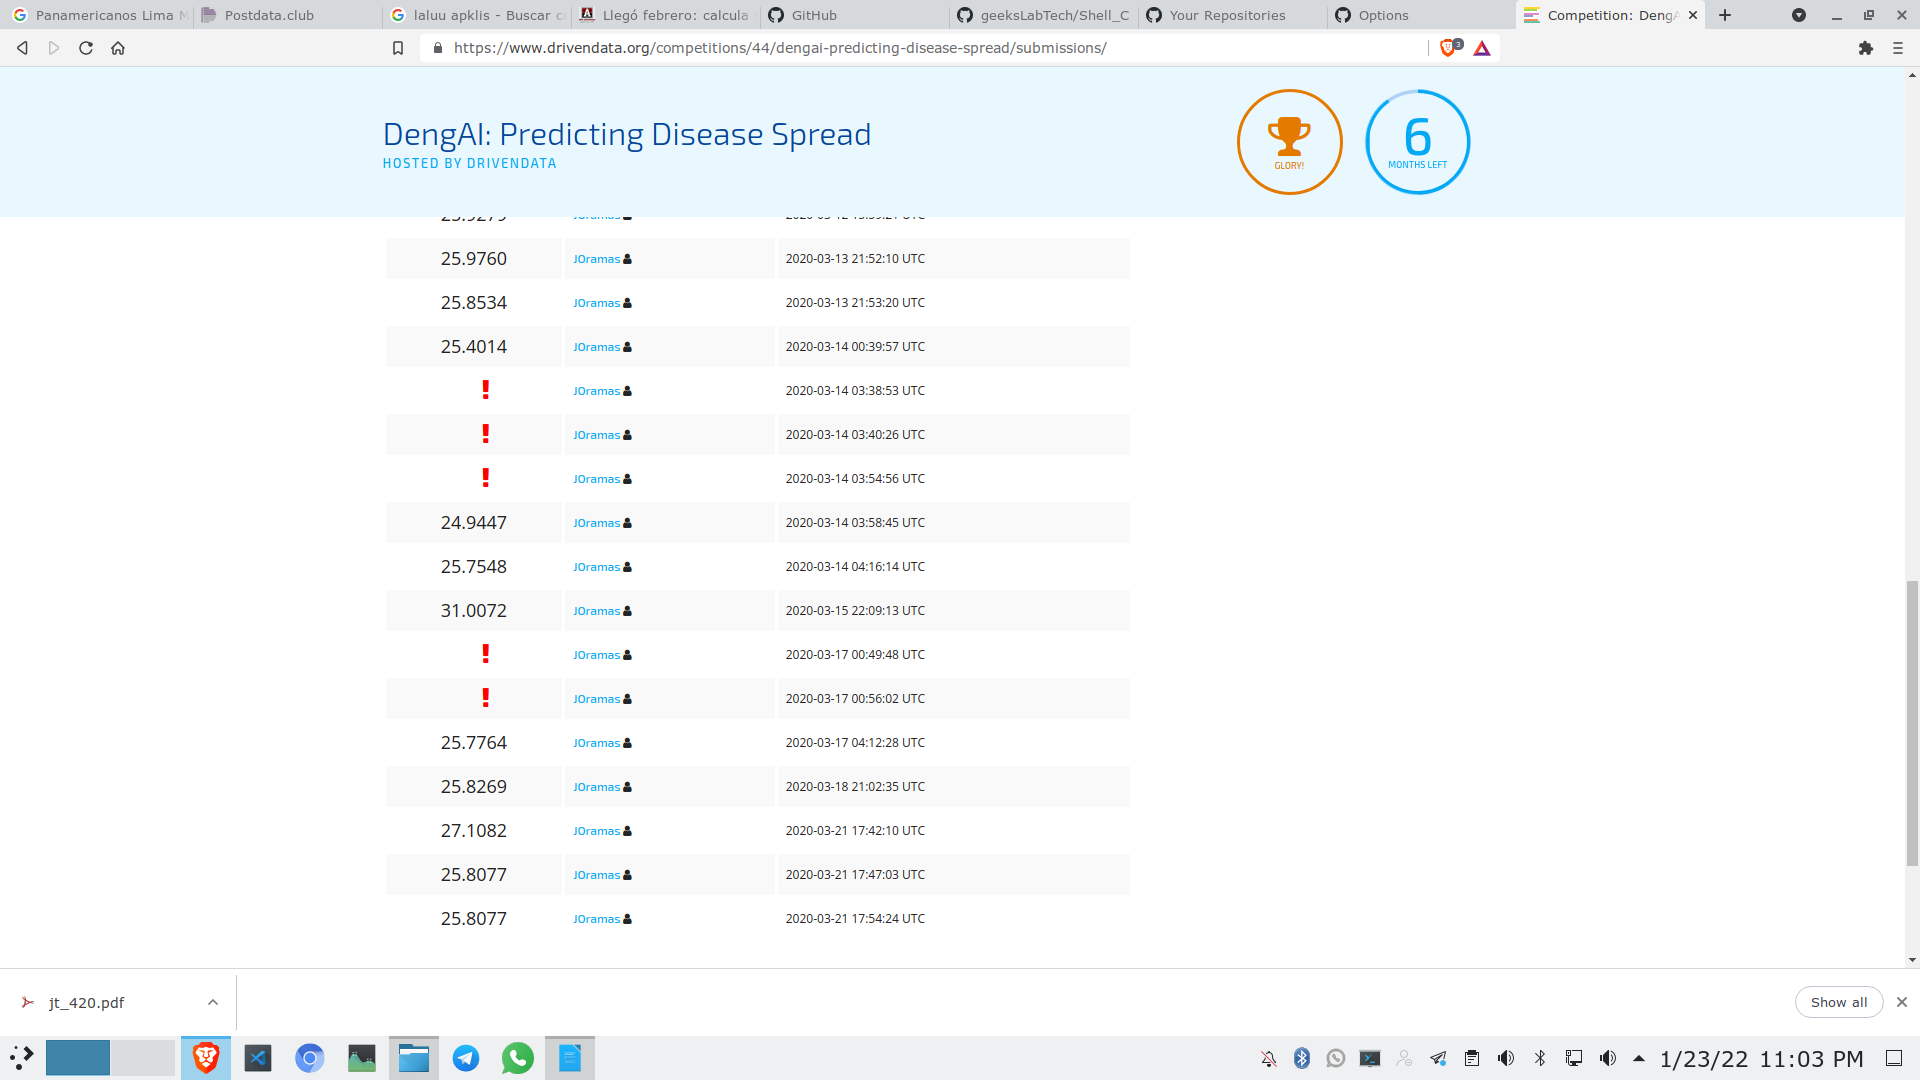 Panamericanos Lima M
Postdata.club
laluu apklis - Buscar c
Llegó febrero: calcula
GitHub
geeksLabTech/Shell_C
Your Repositories
Options
Competition: DengA
https://www.drivendata.org/competitions/44/dengai-predicting-disease-spread/submissions/
3
DengAI: Predicting Disease Spread
HOSTED BY DRIVENDATA
GLORY!
6
MONTHS LEFT
25.9760 JOramas 2020-03-13 21:52:10 UTC
25.8534 JOramas 2020-03-13 21:53:20 UTC
25.4014 JOramas 2020-03-14 00:39:57 UTC
! JOramas 2020-03-14 03:38:53 UTC
! JOramas 2020-03-14 03:40:26 UTC
! JOramas 2020-03-14 03:54:56 UTC
24.9447 JOramas 2020-03-14 03:58:45 UTC
25.7548 JOramas 2020-03-14 04:16:14 UTC
31.0072 JOramas 2020-03-15 22:09:13 UTC
! JOramas 2020-03-17 00:49:48 UTC
! JOramas 2020-03-17 00:56:02 UTC
25.7764 JOramas 2020-03-17 04:12:28 UTC
25.8269 JOramas 2020-03-18 21:02:35 UTC
27.1082 JOramas 2020-03-21 17:42:10 UTC
25.8077 JOramas 2020-03-21 17:47:03 UTC
25.8077 JOramas 2020-03-21 17:54:24 UTC
jt_420.pdf
Show all
1/23/22 11:03 PM